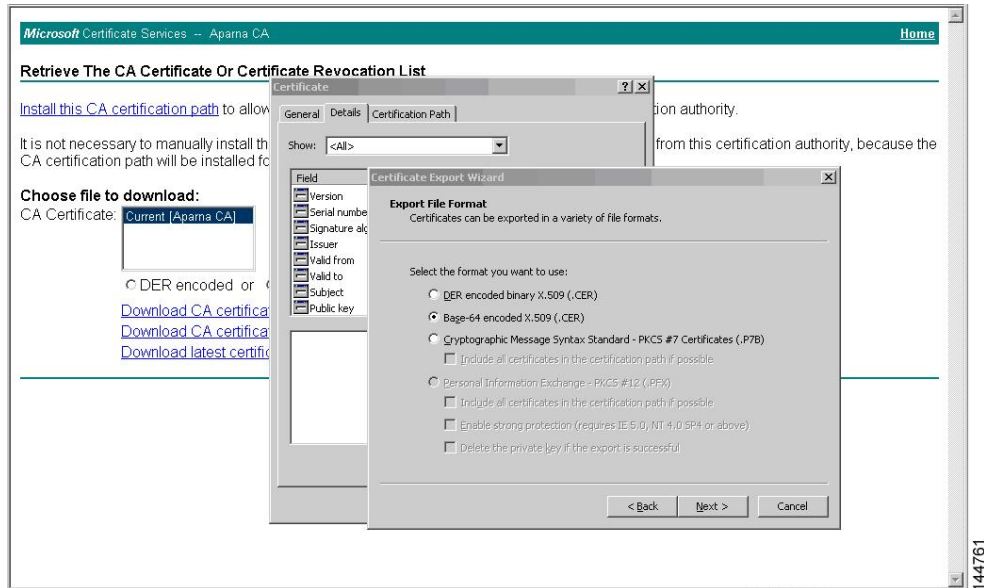 Microsoft Certificate Services -- Aparna CA
Home
Retrieve The CA Certificate Or Certificate Revocation List
Install this CA certification path to allow
tion authority.
It is not necessary to manually install th
from this certification authority, because the
CA certification path will be installed fo
Choose file to download:
CA Certificate:
Current [Aparna CA]
DER encoded or
Download CA certifica
Download CA certifica
Download latest certific
Certificate
General
Details
Certification Path
Show:
<All>
Field
Version
Serial numbe
Signature alg
Issuer
Valid from
Valid to
Subject
Public key
Certificate Export Wizard
Export File Format
Certificates can be exported in a variety of file formats.
Select the format you want to use:
DER encoded binary X.509 (.CER)
Base-64 encoded X.509 (.CER)
Cryptographic Message Syntax Standard - PKCS #7 Certificates (.P7B)
Include all certificates in the certification path if possible
Personal Information Exchange - PKCS #12 (.PFX)
Include all certificates in the certification path if possible
Enable strong protection (requires IE 5.0, NT 4.0 SP4 or above)
Delete the private key if the export is successful
< Back
Next >
Cancel
144761